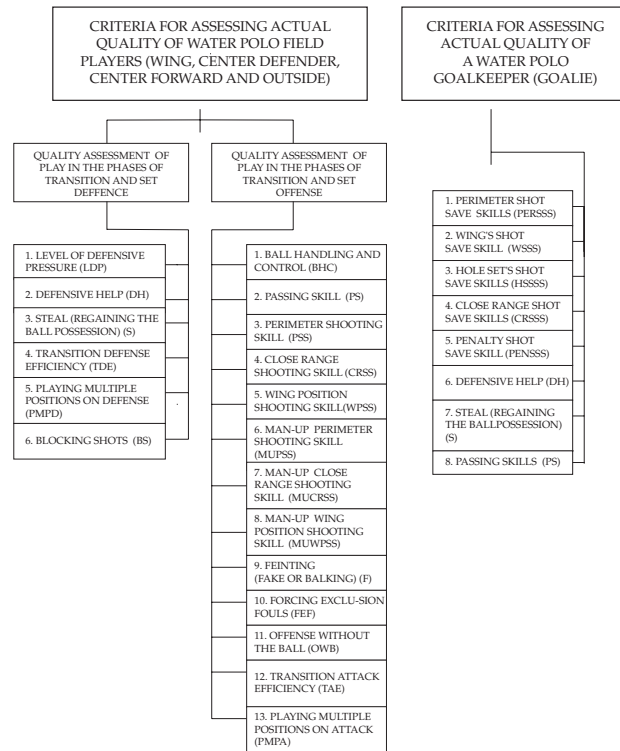 CRITERIA FOR ASSESSING ACTUAL
QUALITY OF WATER POLO FIELD
PLAYERS (WING, CENTER DEFENDER,
CENTER FORWARD AND OUTSIDE)
CRITERIA FOR ASSESSING
ACTUAL QUALITY OF
A WATER POLO
GOALKEEPER (GOALIE)
QUALITY ASSESSMENT OF
PLAY IN THE PHASES OF
TRANSITION AND SET
DEFFENCE
QUALITY ASSESSMENT OF
PLAY IN THE PHASES OF
TRANSITION AND SET
OFFENSE
1. LEVEL OF DEFENSIVE
PRESSURE (LDP)
2. DEFENSIVE HELP (DH)
3. STEAL (REGAINING THE
BALL POSSESSION) (S)
4. TRANSITION DEFENSE
EFFICIENCY (TDE)
5. PLAYING MULTIPLE
POSITIONS ON DEFENSE
(PMPD)
6. BLOCKING SHOTS (BS)
1. BALL HANDLING AND
CONTROL (BHC)
2. PASSING SKILL (PS)
3. PERIMETER SHOOTING
SKILL (PSS)
4. CLOSE RANGE
SHOOTING SKILL (CRSS)
5. WING POSITION
SHOOTING SKILL(WPSS)
6. MAN-UP PERIMETER
SHOOTING SKILL
(MUPSS)
7. MAN-UP CLOSE
RANGE SHOOTING
SKILL (MUCRSS)
8. MAN-UP WING
POSITION SHOOTING
SKILL (MUWPSS)
9. FEINTING
(FAKE OR BALKING) (F)
10. FORCING EXCLU-SION
FOULS (FEF)
11. OFFENSE WITHOUT
THE BALL (OWB)
12. TRANSITION ATTACK
EFFICIENCY (TAE)
13. PLAYING MULTIPLE
POSITIONS ON ATTACK
(PMPA)
1. PERIMETER SHOT
SAVE SKILLS (PERSSS)
2. WING'S SHOT
SAVE SKILL (WSSS)
3. HOLE SET'S SHOT
SAVE SKILLS (HSSSS)
4. CLOSE RANGE SHOT
SAVE SKILLS (CRSSS)
5. PENALTY SHOT
SAVE SKILL (PENSSS)
6. DEFENSIVE HELP (DH)
7. STEAL (REGAINING
THE BALLPOSSESSION)
(S)
8. PASSING SKILLS (PS)